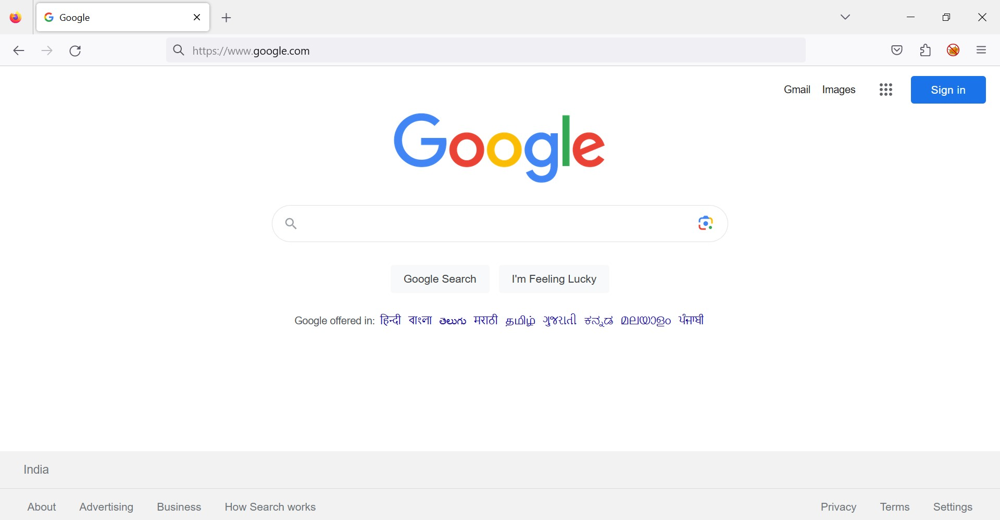 Google
https://www.google.com
Gmail Images Sign in
Google
Google Search I'm Feeling Lucky
Google offered in: हिन्दी বাংলা తెలుగు मराठी தமிழ் ગુજરાતી ಕನ್ನಡ മലയാളം ਪੰਜਾਬੀ
India
About Advertising Business How Search works Privacy Terms Settings